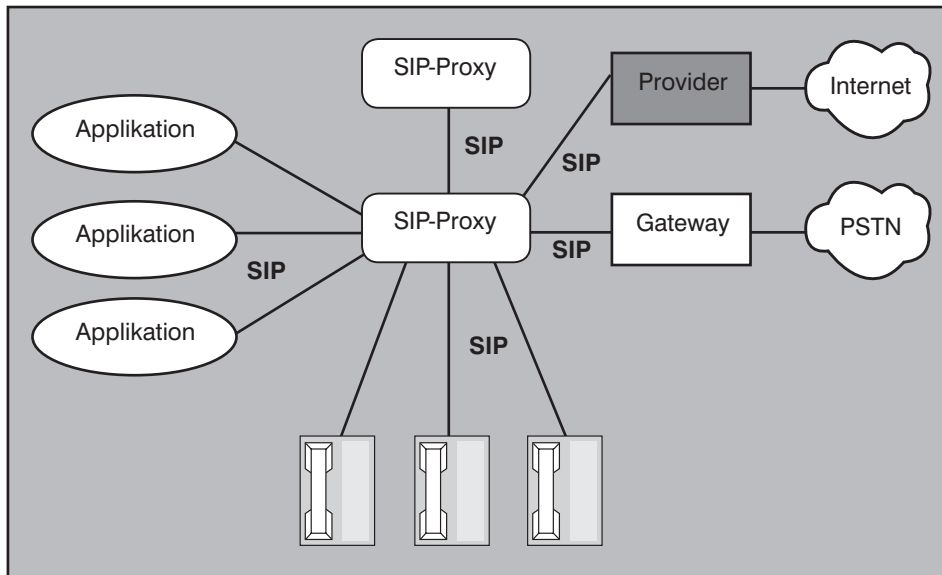 SIP-Proxy
Provider
Internet
Applikation
SIP
SIP
Applikation
SIP-Proxy
SIP
Gateway
PSTN
SIP
Applikation
SIP